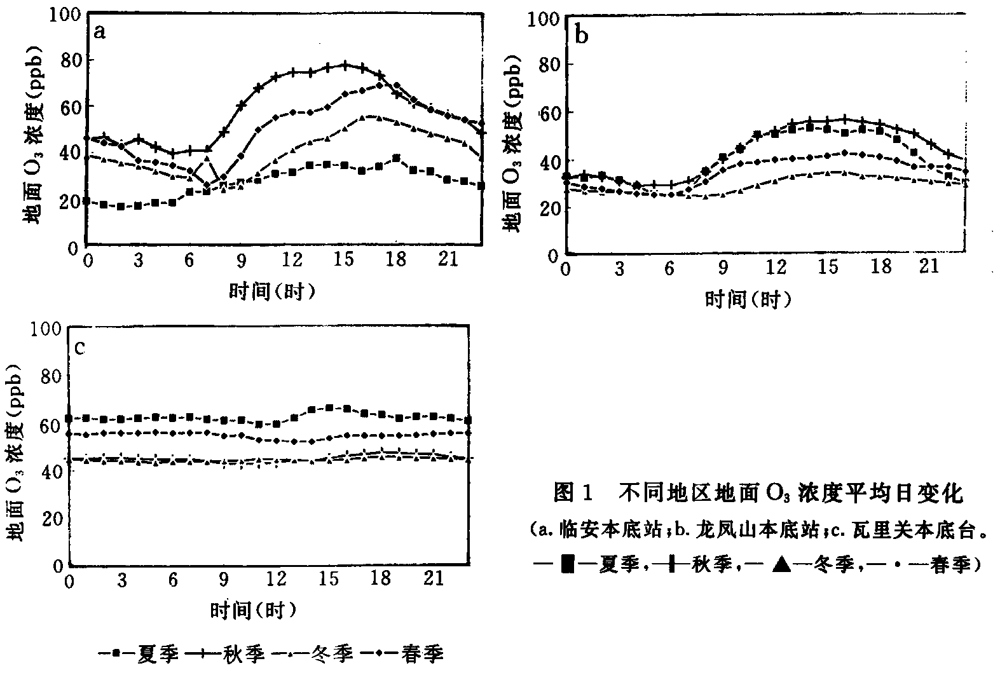 a
100
80
60
40
20
0
地面 O₃ 浓度(ppb)
0 3 6 9 12 15 18 21
时间(时)
b
100
80
60
40
20
0
地面 O₃ 浓度(ppb)
0 3 6 9 12 15 18 21
时间(时)
c
100
80
60
40
20
0
地面 O₃ 浓度(ppb)
0 3 6 9 12 15 18 21
时间(时)
夏季 秋季 冬季 春季
图 1 不同地区地面 O₃ 浓度平均日变化
(a. 临安本底站;b. 龙凤山本底站;c. 瓦里关本底台。
—■—夏季,—+—秋季,—▲—冬季,—·—春季)